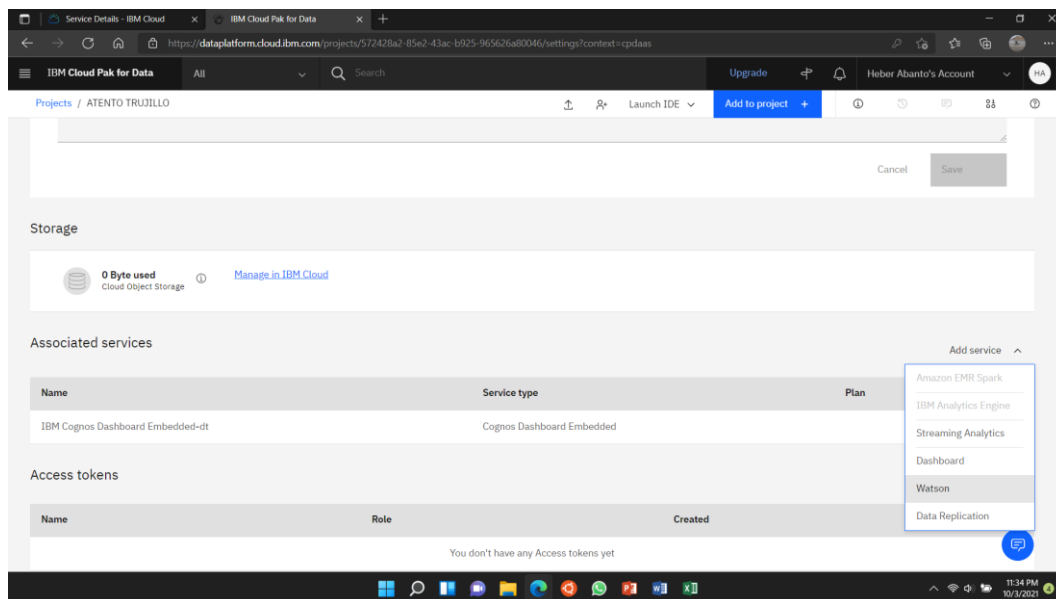 Service Details - IBM Cloud
IBM Cloud Pak for Data
https://dataplatform.cloud.ibm.com/projects/572428a2-85e2-43ac-b925-965626a80046/settings?context=cpdaas
IBM Cloud Pak for Data All Search Upgrade Heber Abanto's Account HA
Projects / ATENTO TRUJILLO Launch IDE Add to project +
Cancel Save
Storage
0 Byte used Manage in IBM Cloud
Cloud Object Storage
Associated services
Add service
Amazon EMR Spark
IBM Analytics Engine
Streaming Analytics
Dashboard
Watson
Data Replication
Name Service type Plan
IBM Cognos Dashboard Embedded-dt Cognos Dashboard Embedded
Access tokens
Name Role Created
You don't have any Access tokens yet
11:34 PM
10/3/2021
4